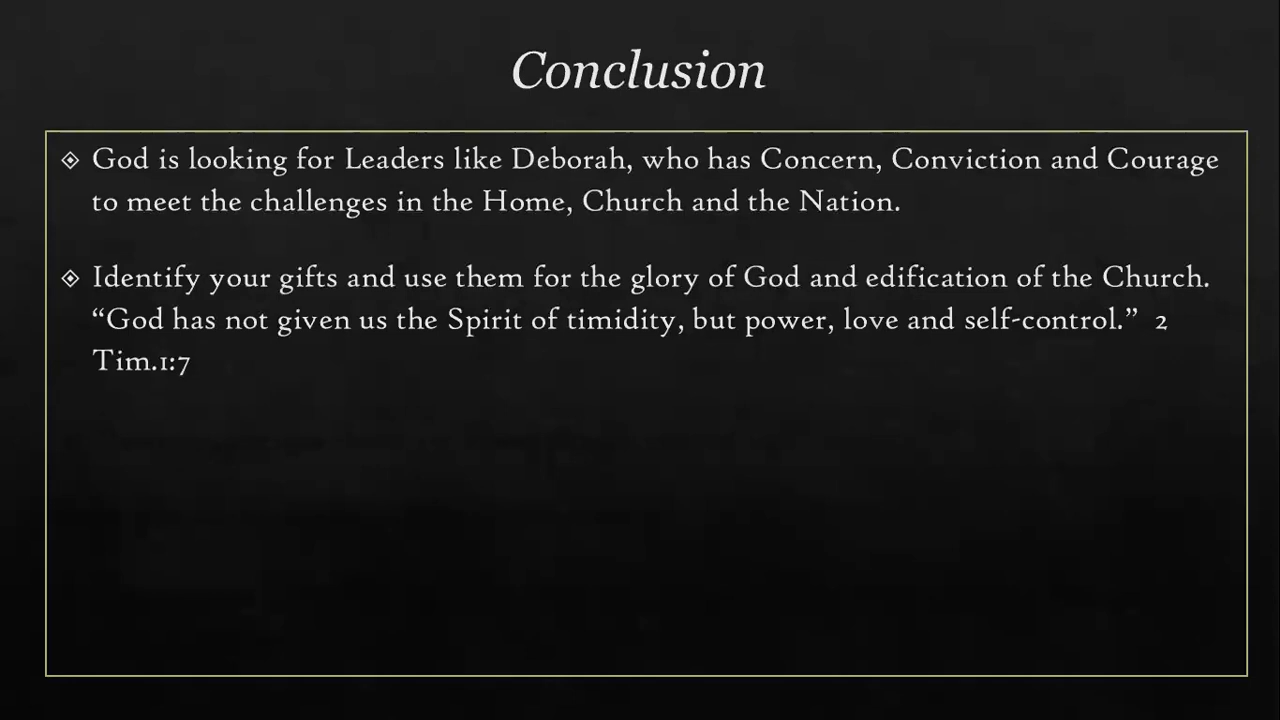 Conclusion
God is looking for Leaders like Deborah, who has Concern, Conviction and Courage
to meet the challenges in the Home, Church and the Nation.
Identify your gifts and use them for the glory of God and edification of the Church.
“God has not given us the Spirit of timidity, but power, love and self-control.” 2
Tim.1:7